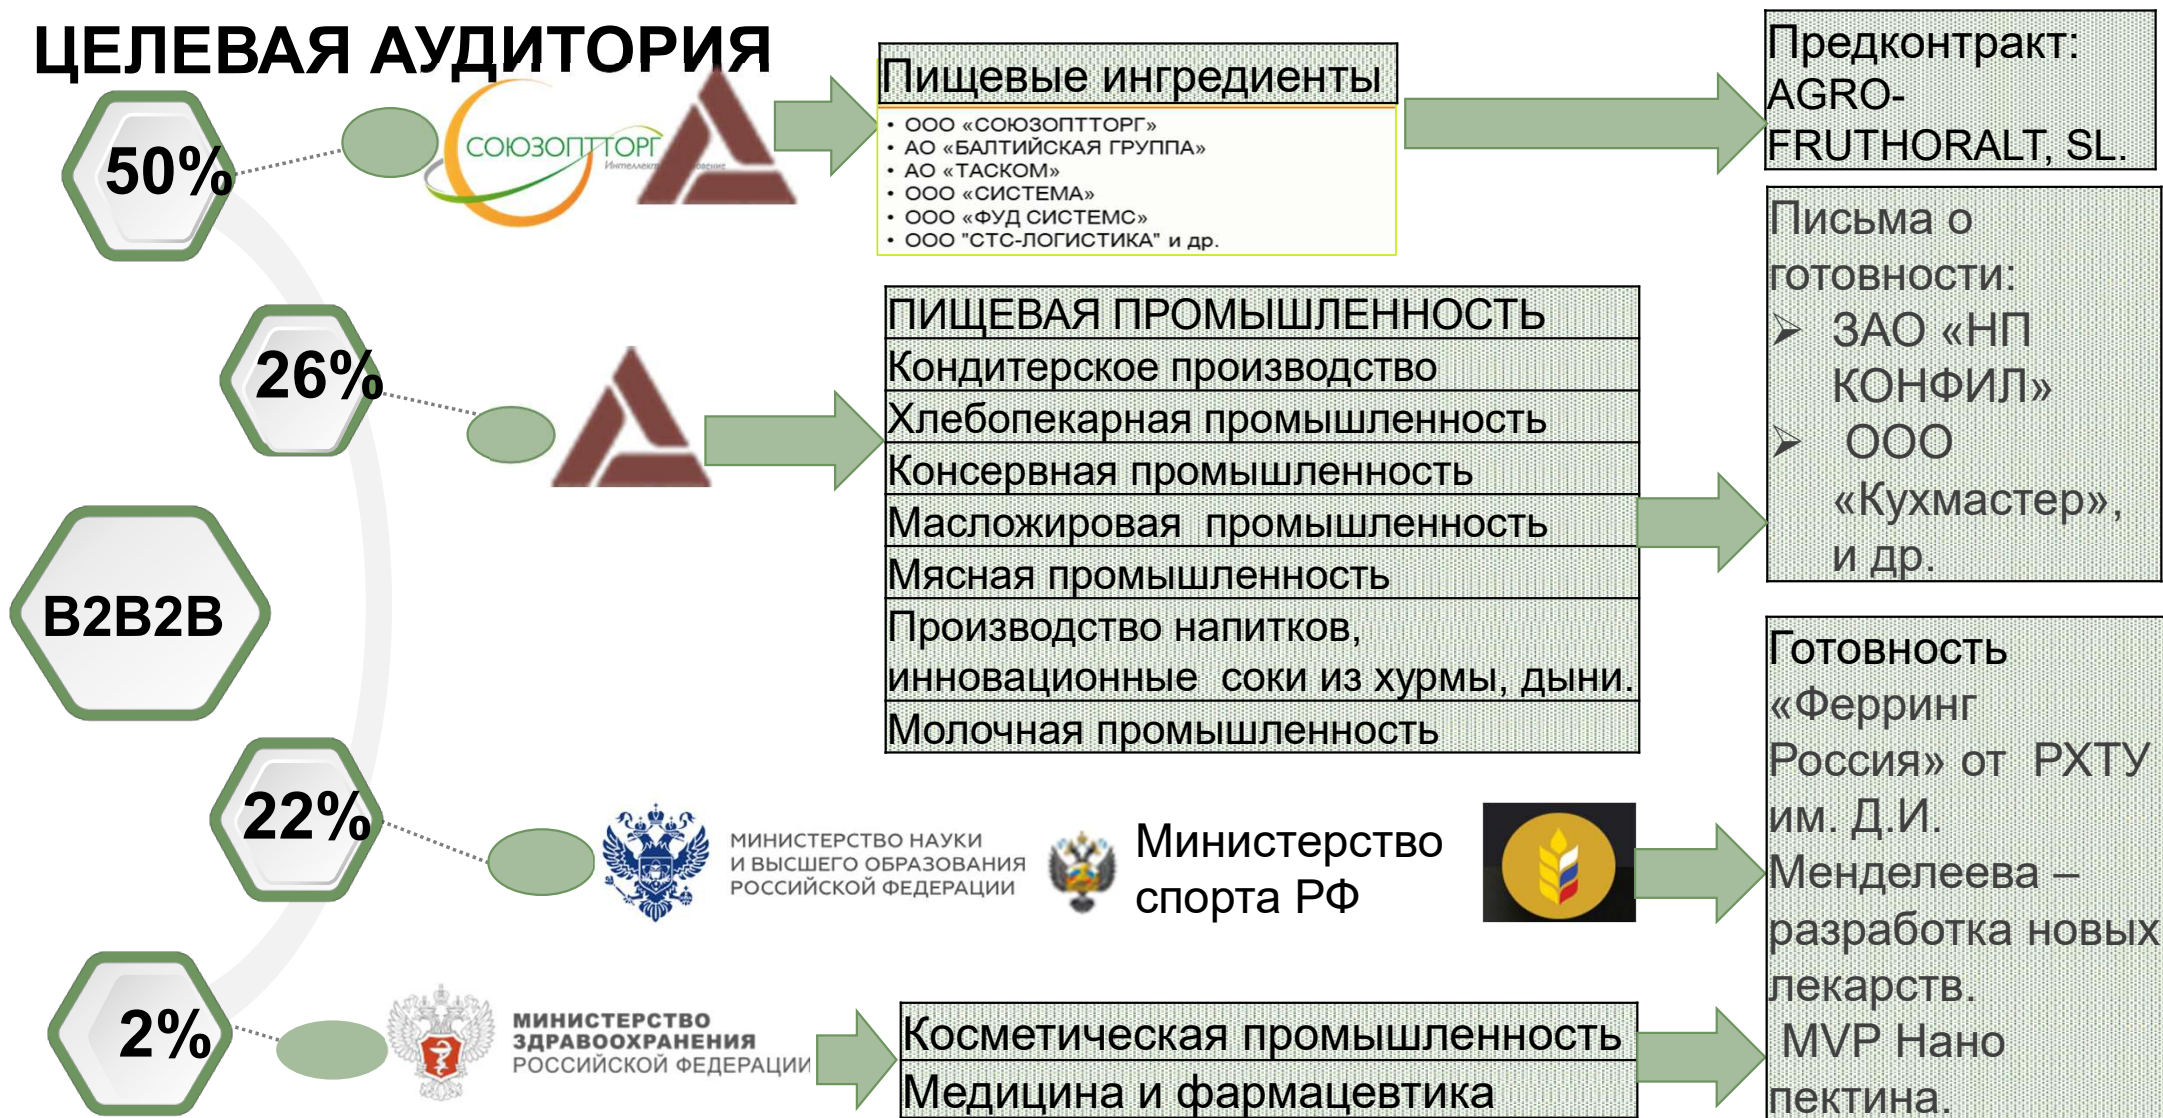 ЦЕЛЕВАЯ АУДИТОРИЯ
50%
СОЮЗОПТТОРГ
Пищевые ингредиенты
• ООО «СОЮЗОПТТОРГ»
• АО «БАЛТИЙСКАЯ ГРУППА»
• АО «ТАСКОМ»
• ООО «СИСТЕМА»
• ООО «ФУД СИСТЕМС»
• ООО "СТС-ЛОГИСТИКА" и др.
Предконтракт:
AGRO-
FRUTHORALT, SL.
26%
ПИЩЕВАЯ ПРОМЫШЛЕННОСТЬ
Кондитерское производство
Хлебопекарная промышленность
Консервная промышленность
Масложировая промышленность
Мясная промышленность
Производство напитков,
инновационные соки из хурмы, дыни.
Молочная промышленность
Письма о
готовности:
➢ ЗАО «НП
КОНФИЛ»
➢ ООО
«Кухмастер»,
и др.
B2B2B
22%
МИНИСТЕРСТВО НАУКИ
И ВЫСШЕГО ОБРАЗОВАНИЯ
РОССИЙСКОЙ ФЕДЕРАЦИИ
Министерство
спорта РФ
2%
МИНИСТЕРСТВО
ЗДРАВООХРАНЕНИЯ
РОССИЙСКОЙ ФЕДЕРАЦИИ
Косметическая промышленность
Медицина и фармацевтика
Готовность
«Ферринг
Россия» от РХТУ
им. Д.И.
Менделеева –
разработка новых
лекарств.
MVP Нано
пектина.